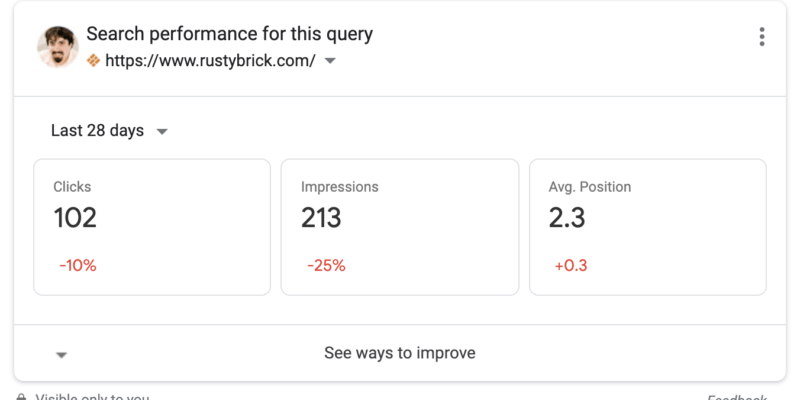 Search performance for this query
https://www.rustybrick.com/
Last 28 days
Clicks
102
-10%
Impressions
213
-25%
Avg. Position
2.3
+0.3
See ways to improve
Visible only to you
Feedback